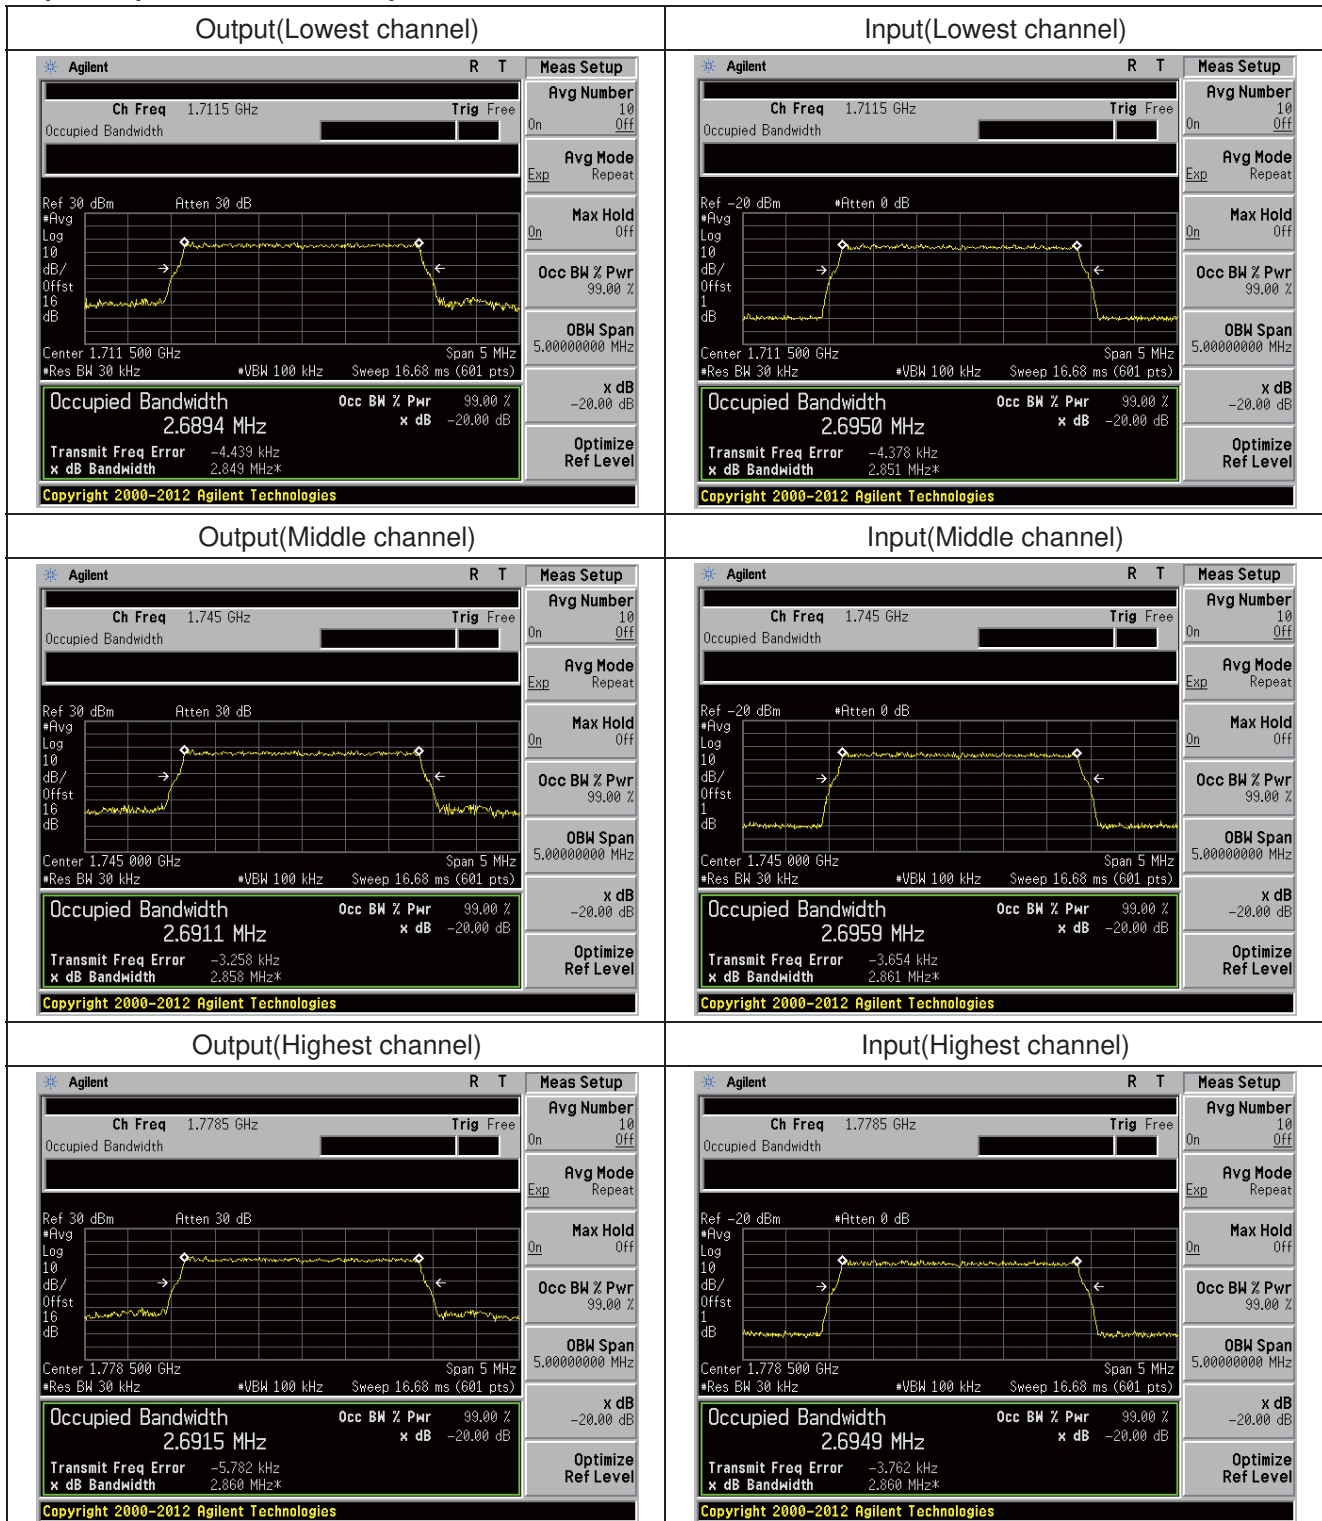 Output(Lowest channel)
Input(Lowest channel)
Agilent R T Meas Setup
Ch Freq 1.7115 GHz Trig Free
Occupied Bandwidth
Avg Number
10
On Off
Avg Mode
Exp Repeat
Ref 30 dBm Atten 30 dB
Max Hold
On Off
#Avg
Log
10
dB/
Offst
16
dB
Occ BW % Pwr
99.00 %
OBW Span
5.00000000 MHz
Center 1.711 500 GHz Span 5 MHz
#Res BW 30 kHz #VBW 100 kHz Sweep 16.68 ms (601 pts)
x dB
-20.00 dB
Occupied Bandwidth Occ BW % Pwr 99.00 %
2.6894 MHz x dB -20.00 dB
Transmit Freq Error -4.439 kHz
x dB Bandwidth 2.849 MHz*
Optimize
Ref Level
Copyright 2000-2012 Agilent Technologies
Agilent R T Meas Setup
Ch Freq 1.7115 GHz Trig Free
Occupied Bandwidth
Avg Number
10
On Off
Avg Mode
Exp Repeat
Ref -20 dBm #Atten 0 dB
Max Hold
On Off
#Avg
Log
10
dB/
Offst
1
dB
Occ BW % Pwr
99.00 %
OBW Span
5.00000000 MHz
Center 1.711 500 GHz Span 5 MHz
#Res BW 30 kHz #VBW 100 kHz Sweep 16.68 ms (601 pts)
x dB
-20.00 dB
Occupied Bandwidth Occ BW % Pwr 99.00 %
2.6950 MHz x dB -20.00 dB
Transmit Freq Error -4.378 kHz
x dB Bandwidth 2.851 MHz*
Optimize
Ref Level
Copyright 2000-2012 Agilent Technologies
Output(Middle channel)
Input(Middle channel)
Agilent R T Meas Setup
Ch Freq 1.745 GHz Trig Free
Occupied Bandwidth
Avg Number
10
On Off
Avg Mode
Exp Repeat
Ref 30 dBm Atten 30 dB
Max Hold
On Off
#Avg
Log
10
dB/
Offst
16
dB
Occ BW % Pwr
99.00 %
OBW Span
5.00000000 MHz
Center 1.745 000 GHz Span 5 MHz
#Res BW 30 kHz #VBW 100 kHz Sweep 16.68 ms (601 pts)
x dB
-20.00 dB
Occupied Bandwidth Occ BW % Pwr 99.00 %
2.6911 MHz x dB -20.00 dB
Transmit Freq Error -3.258 kHz
x dB Bandwidth 2.858 MHz*
Optimize
Ref Level
Copyright 2000-2012 Agilent Technologies
Agilent R T Meas Setup
Ch Freq 1.745 GHz Trig Free
Occupied Bandwidth
Avg Number
10
On Off
Avg Mode
Exp Repeat
Ref -20 dBm #Atten 0 dB
Max Hold
On Off
#Avg
Log
10
dB/
Offst
1
dB
Occ BW % Pwr
99.00 %
OBW Span
5.00000000 MHz
Center 1.745 000 GHz Span 5 MHz
#Res BW 30 kHz #VBW 100 kHz Sweep 16.68 ms (601 pts)
x dB
-20.00 dB
Occupied Bandwidth Occ BW % Pwr 99.00 %
2.6959 MHz x dB -20.00 dB
Transmit Freq Error -3.654 kHz
x dB Bandwidth 2.861 MHz*
Optimize
Ref Level
Copyright 2000-2012 Agilent Technologies
Output(Highest channel)
Input(Highest channel)
Agilent R T Meas Setup
Ch Freq 1.7785 GHz Trig Free
Occupied Bandwidth
Avg Number
10
On Off
Avg Mode
Exp Repeat
Ref 30 dBm Atten 30 dB
Max Hold
On Off
#Avg
Log
10
dB/
Offst
16
dB
Occ BW % Pwr
99.00 %
OBW Span
5.00000000 MHz
Center 1.778 500 GHz Span 5 MHz
#Res BW 30 kHz #VBW 100 kHz Sweep 16.68 ms (601 pts)
x dB
-20.00 dB
Occupied Bandwidth Occ BW % Pwr 99.00 %
2.6915 MHz x dB -20.00 dB
Transmit Freq Error -5.782 kHz
x dB Bandwidth 2.860 MHz*
Optimize
Ref Level
Copyright 2000-2012 Agilent Technologies
Agilent R T Meas Setup
Ch Freq 1.7785 GHz Trig Free
Occupied Bandwidth
Avg Number
10
On Off
Avg Mode
Exp Repeat
Ref -20 dBm #Atten 0 dB
Max Hold
On Off
#Avg
Log
10
dB/
Offst
1
dB
Occ BW % Pwr
99.00 %
OBW Span
5.00000000 MHz
Center 1.778 500 GHz Span 5 MHz
#Res BW 30 kHz #VBW 100 kHz Sweep 16.68 ms (601 pts)
x dB
-20.00 dB
Occupied Bandwidth Occ BW % Pwr 99.00 %
2.6949 MHz x dB -20.00 dB
Transmit Freq Error -3.762 kHz
x dB Bandwidth 2.860 MHz*
Optimize
Ref Level
Copyright 2000-2012 Agilent Technologies